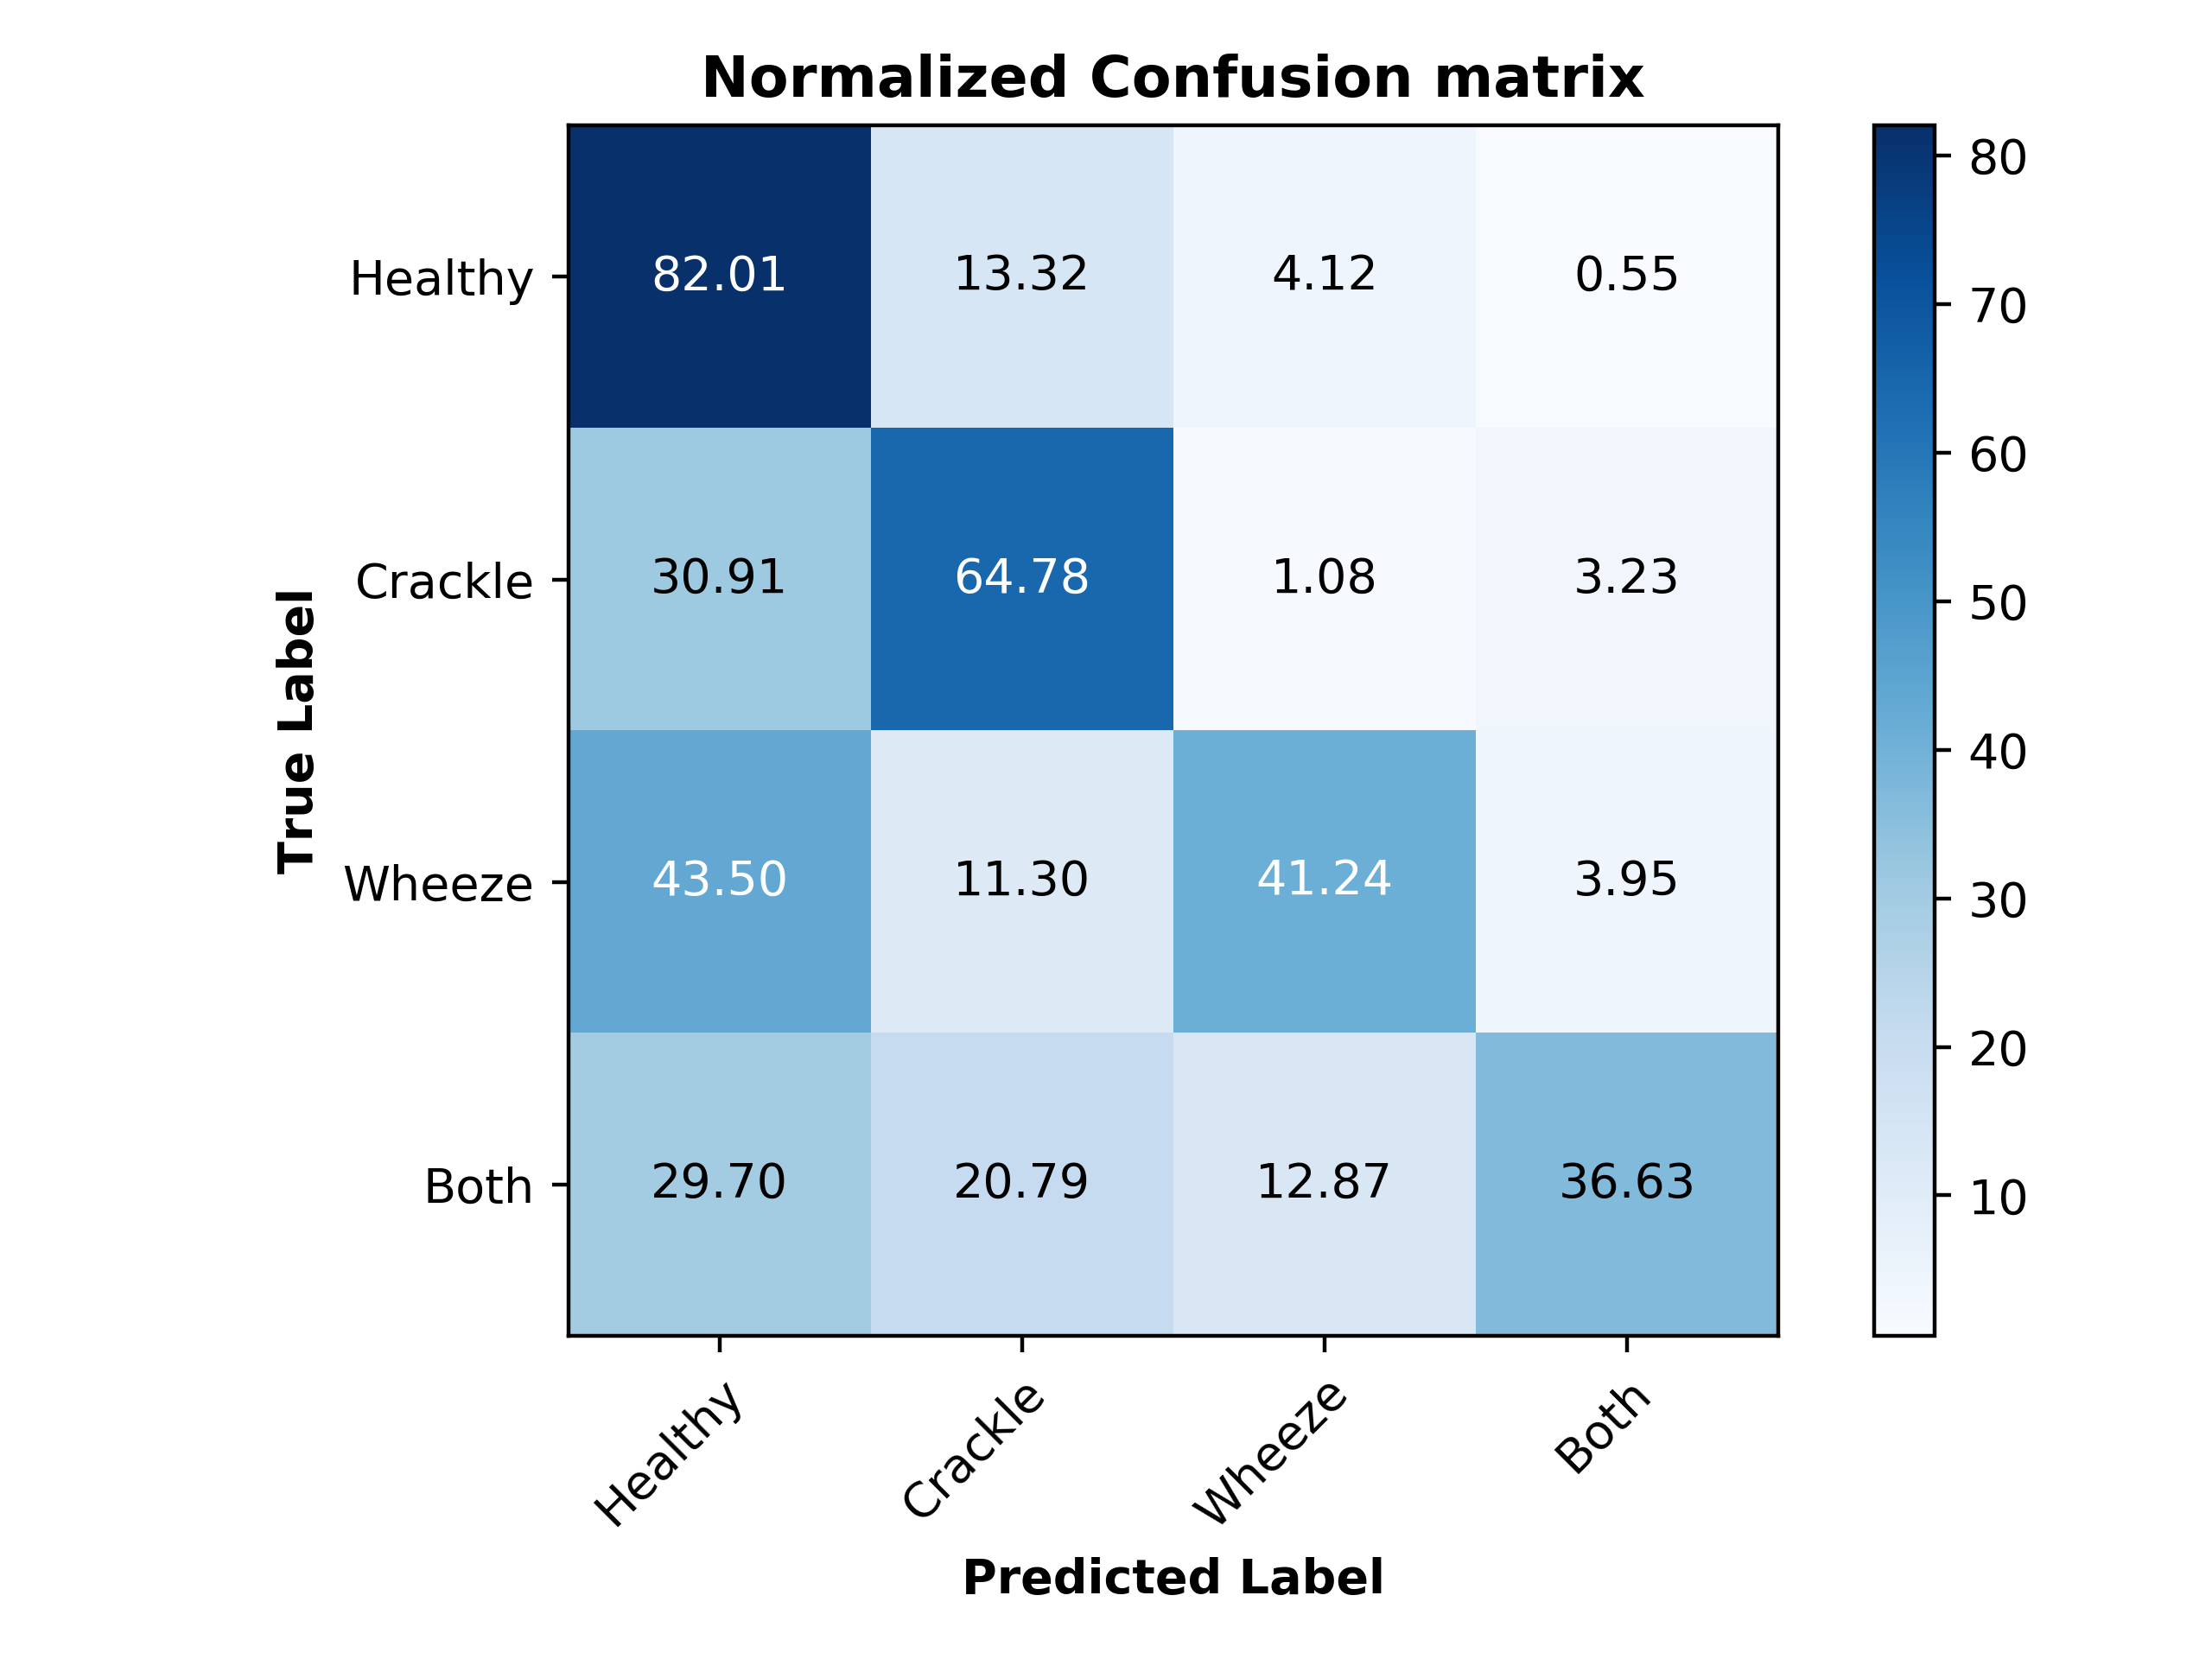 Normalized Confusion matrix
True Label
Healthy 82.01 13.32 4.12 0.55
Crackle 30.91 64.78 1.08 3.23
Wheeze 43.50 11.30 41.24 3.95
Both 29.70 20.79 12.87 36.63
Healthy Crackle Wheeze Both
Predicted Label
80
70
60
50
40
30
20
10